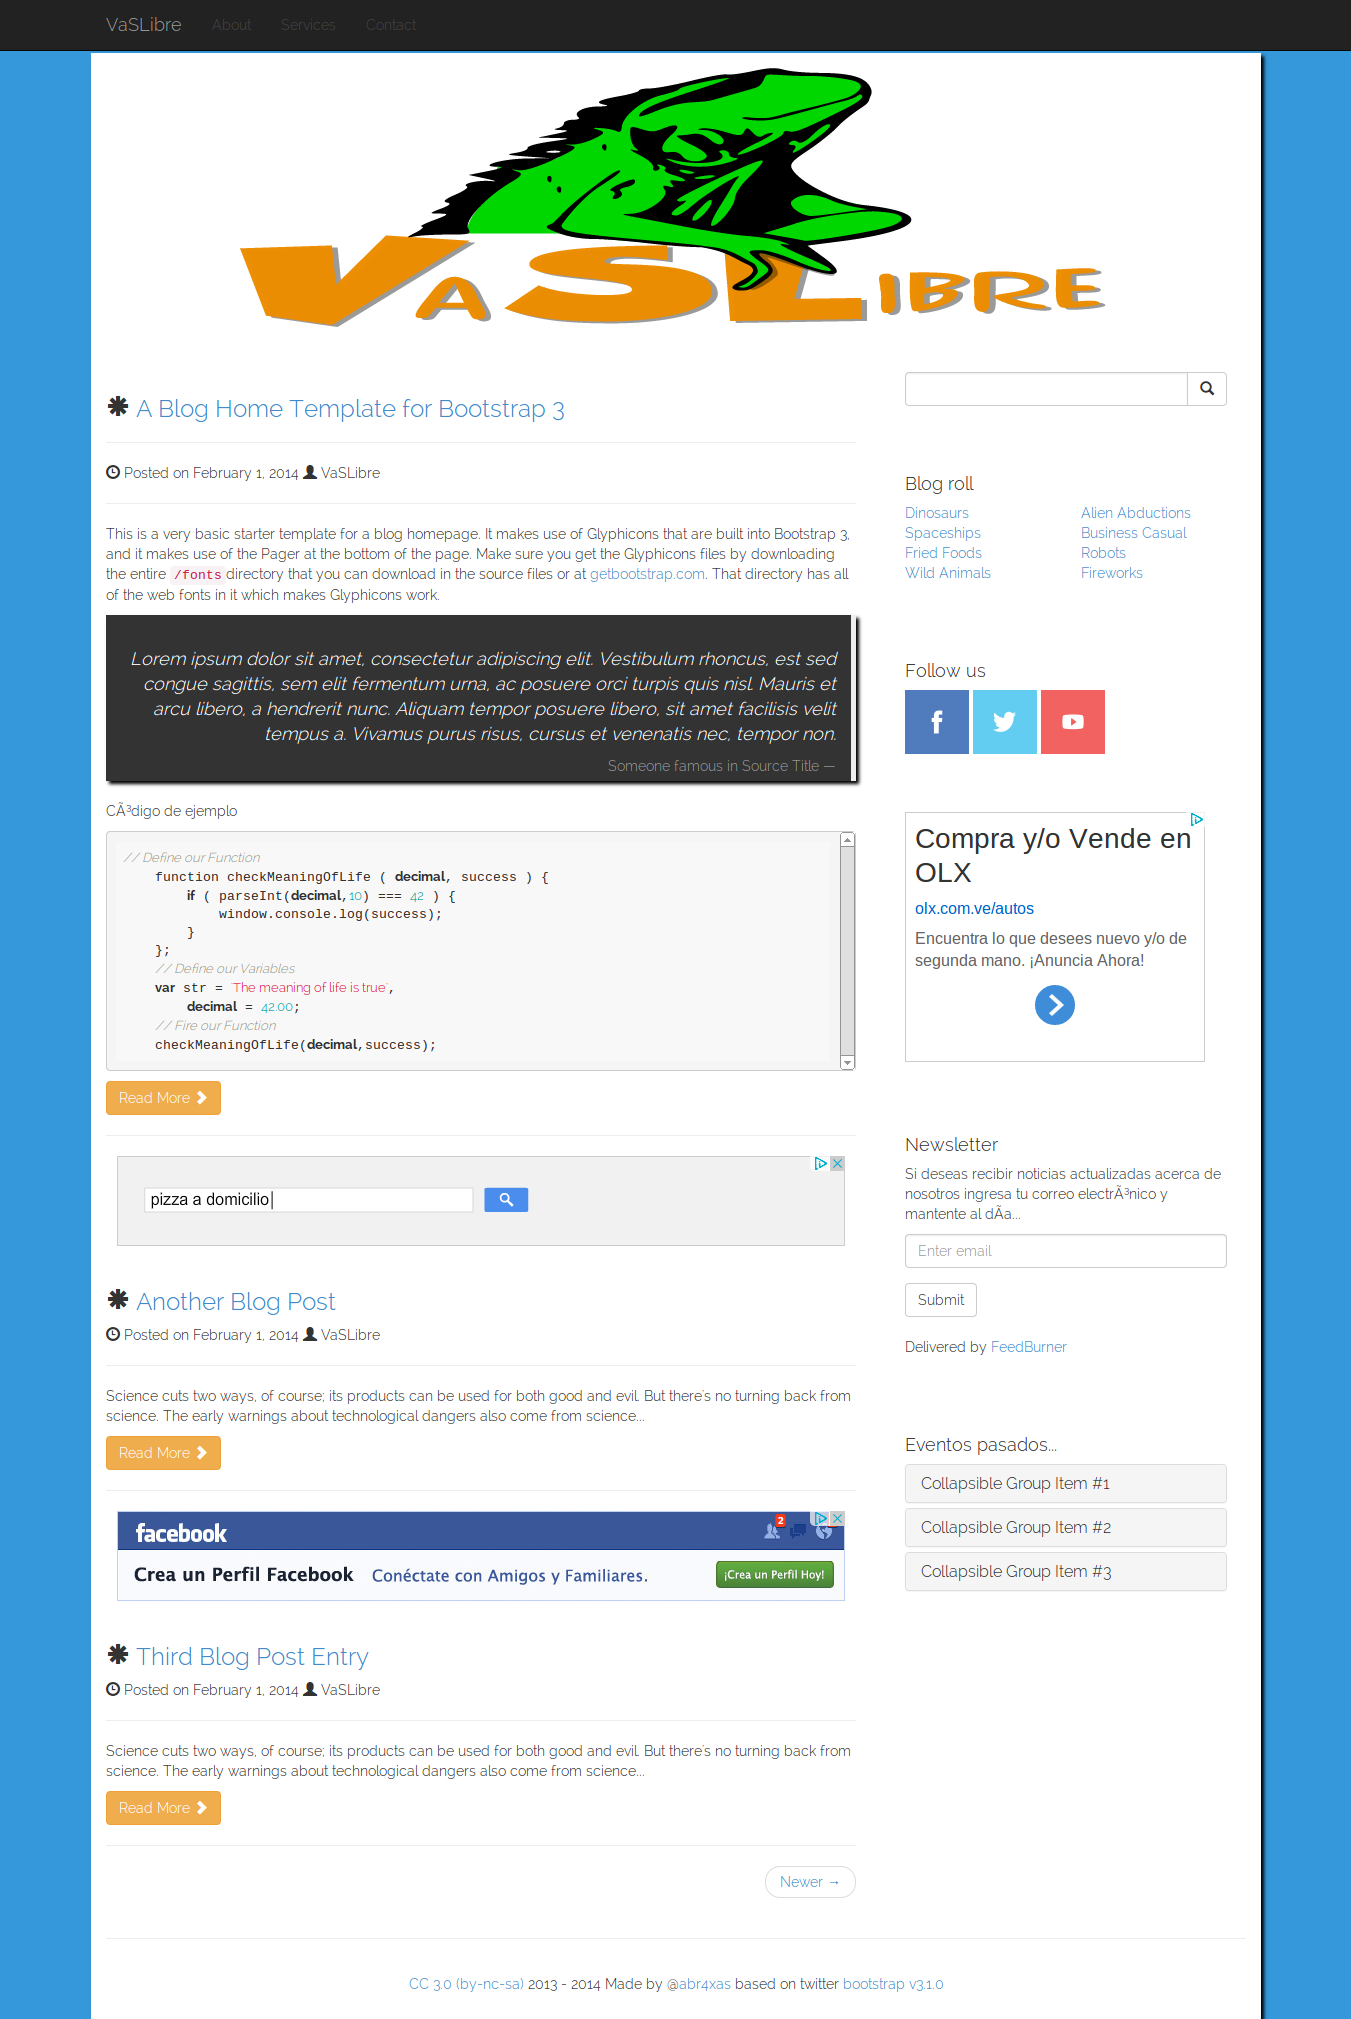 VaSLibre About Services Contact
VaSLibre
A Blog Home Template for Bootstrap 3
Posted on February 1, 2014 VaSLibre
This is a very basic starter template for a blog homepage. It makes use of Glyphicons that are built into Bootstrap 3,
and it makes use of the Pager at the bottom of the page. Make sure you get the Glyphicons files by downloading
the entire /fonts directory that you can download in the source files or at getbootstrap.com. That directory has all
of the web fonts in it which makes Glyphicons work.
Lorem ipsum dolor sit amet, consectetur adipiscing elit. Vestibulum rhoncus, est sed
congue sagittis, sem elit fermentum urna, ac posuere orci turpis quis nisl. Mauris et
arcu libero, a hendrerit nunc. Aliquam tempor posuere libero, sit amet facilisis velit
tempus a. Vivamus purus risus, cursus et venenatis nec, tempor non.
Someone famous in Source Title —
CÃ³digo de ejemplo
// Define our Function
function checkMeaningOfLife ( decimal, success ) {
if ( parseInt(decimal,10) === 42 ) {
window.console.log(success);
}
};
// Define our Variables
var str = 'The meaning of life is true',
decimal = 42.00;
// Fire our Function
checkMeaningOfLife(decimal,success);
Read More
pizza a domicilio
Another Blog Post
Posted on February 1, 2014 VaSLibre
Science cuts two ways, of course; its products can be used for both good and evil. But there's no turning back from
science. The early warnings about technological dangers also come from science...
Read More
facebook 2
Crea un Perfil Facebook Conéctate con Amigos y Familiares. ¡Crea un Perfil Hoy!
Third Blog Post Entry
Posted on February 1, 2014 VaSLibre
Science cuts two ways, of course; its products can be used for both good and evil. But there's no turning back from
science. The early warnings about technological dangers also come from science...
Read More
Newer →
Blog roll
Dinosaurs Alien Abductions
Spaceships Business Casual
Fried Foods Robots
Wild Animals Fireworks
Follow us
Compra y/o Vende en
OLX
olx.com.ve/autos
Encuentra lo que desees nuevo y/o de
segunda mano. ¡Anuncia Ahora!
Newsletter
Si deseas recibir noticias actualizadas acerca de
nosotros ingresa tu correo electrÃ³nico y
mantente al dÃ­a...
Enter email
Submit
Delivered by FeedBurner
Eventos pasados...
Collapsible Group Item #1
Collapsible Group Item #2
Collapsible Group Item #3
CC 3.0 (by-nc-sa) 2013 - 2014 Made by @abr4xas based on twitter bootstrap v3.1.0